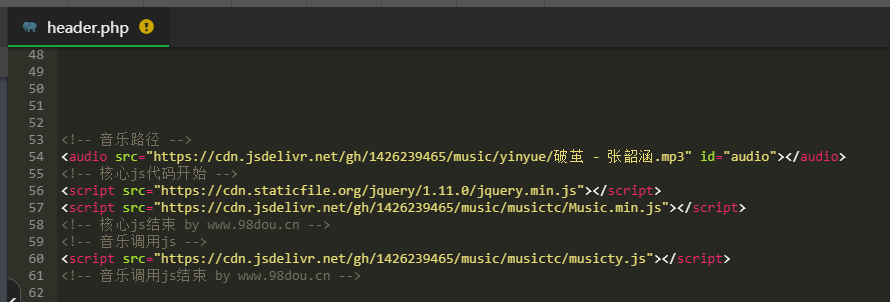 header.php
48
49
50
51
52
53 <!-- 音乐路径 -->
54 <audio src="https://cdn.jsdelivr.net/gh/1426239465/music/yinyue/破茧 - 张韶涵.mp3" id="audio"></audio>
55 <!-- 核心js代码开始 -->
56 <script src="https://cdn.staticfile.org/jquery/1.11.0/jquery.min.js"></script>
57 <script src="https://cdn.jsdelivr.net/gh/1426239465/music/musictc/Music.min.js"></script>
58 <!-- 核心js结束 by www.98dou.cn -->
59 <!-- 音乐调用js -->
60 <script src="https://cdn.jsdelivr.net/gh/1426239465/music/musictc/musicty.js"></script>
61 <!-- 音乐调用js结束 by www.98dou.cn -->
62